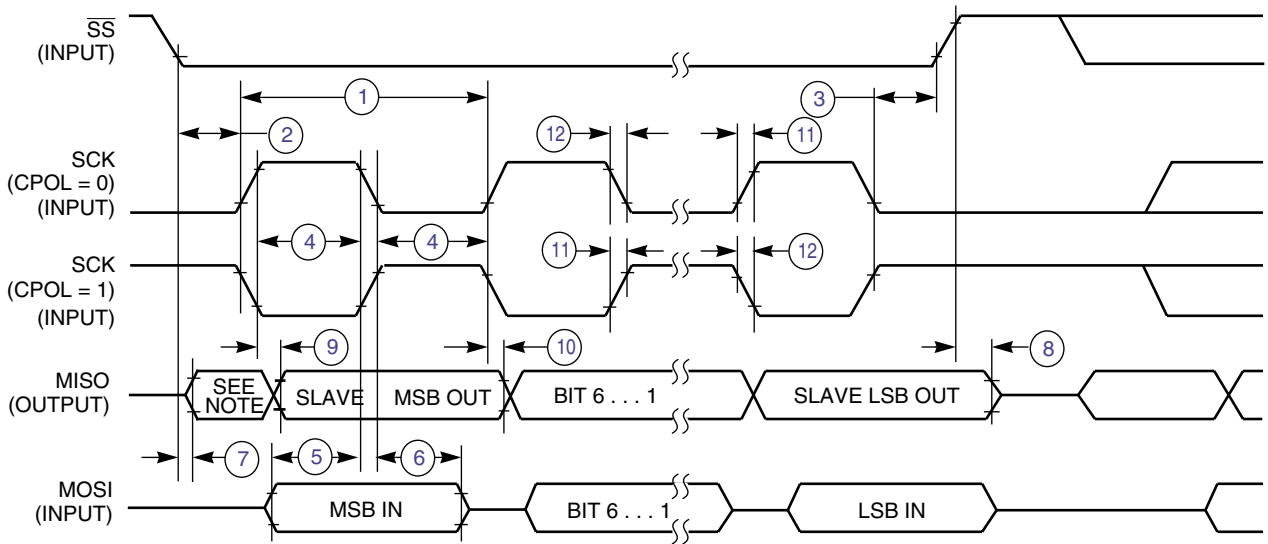 SS
(INPUT)
1
3
2
12
11
SCK
(CPOL = 0)
(INPUT)
4
4
SCK
(CPOL = 1)
(INPUT)
11
12
9
10
8
MISO
(OUTPUT)
SEE
NOTE
SLAVE
MSB OUT
BIT 6 . . . 1
SLAVE LSB OUT
7
5
6
MOSI
(INPUT)
MSB IN
BIT 6 . . . 1
LSB IN